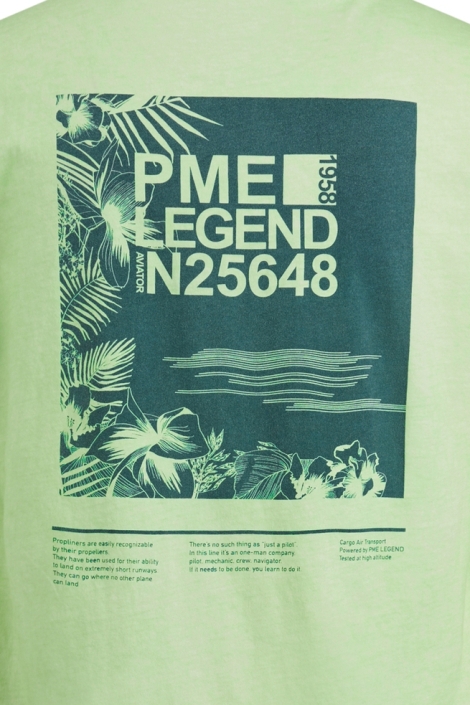 PME
1958
LEGEND
AVIATOR
N25648
Propliners are easily recognizable
by their propellers.
They have been used for their ability
to land on extremely short runways.
They can go where no other plane
can land.
There's no such thing as "just a pilot".
In this line it's an one-man company.
pilot, mechanic, crew, navigator.
If it needs to be done, you learn to do it.
Cargo Air Transport
Powered by PME LEGEND
Tested at high altitude